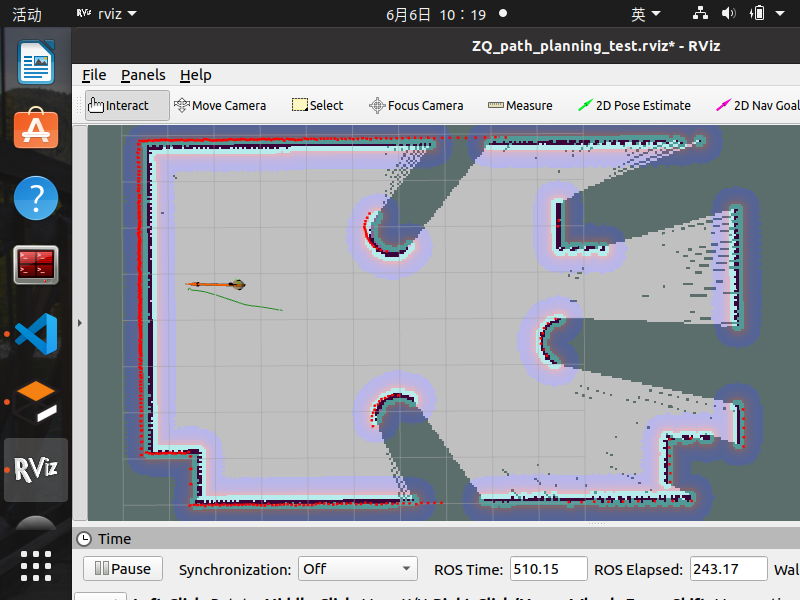 活动 RViz rviz 6月6日 10：19 英
ZQ_path_planning_test.rviz* - RViz
File Panels Help
Interact Move Camera Select Focus Camera Measure 2D Pose Estimate 2D Nav Goal
RViz
Time
Pause Synchronization: Off ROS Time: 510.15 ROS Elapsed: 243.17 Wal